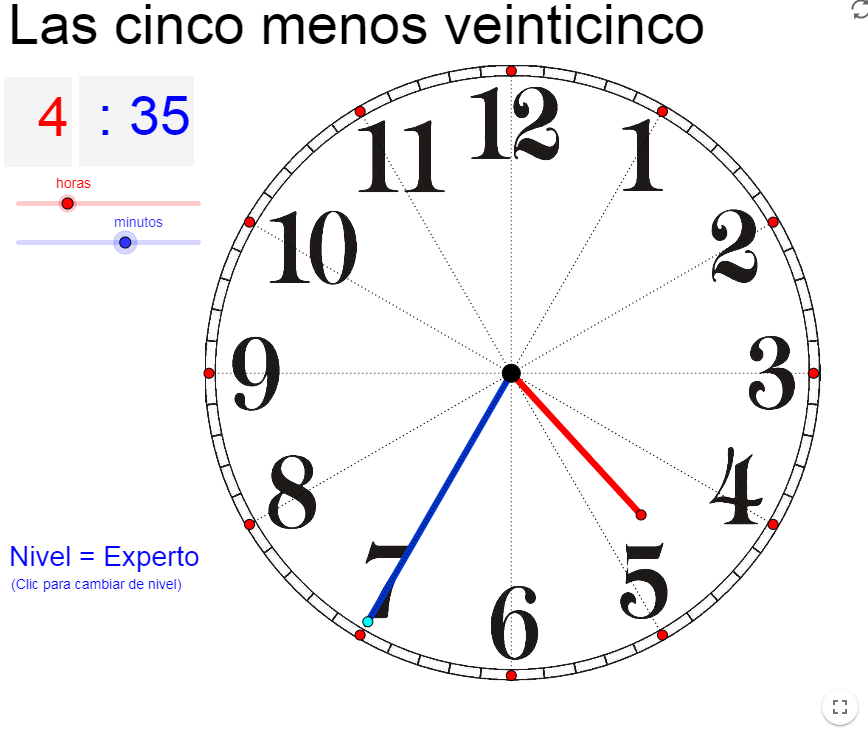 Las cinco menos veinticinco
4 : 35
horas
minutos
12
11
1
10
2
9
3
8
4
7
5
6
Nivel = Experto
(Clic para cambiar de nivel)